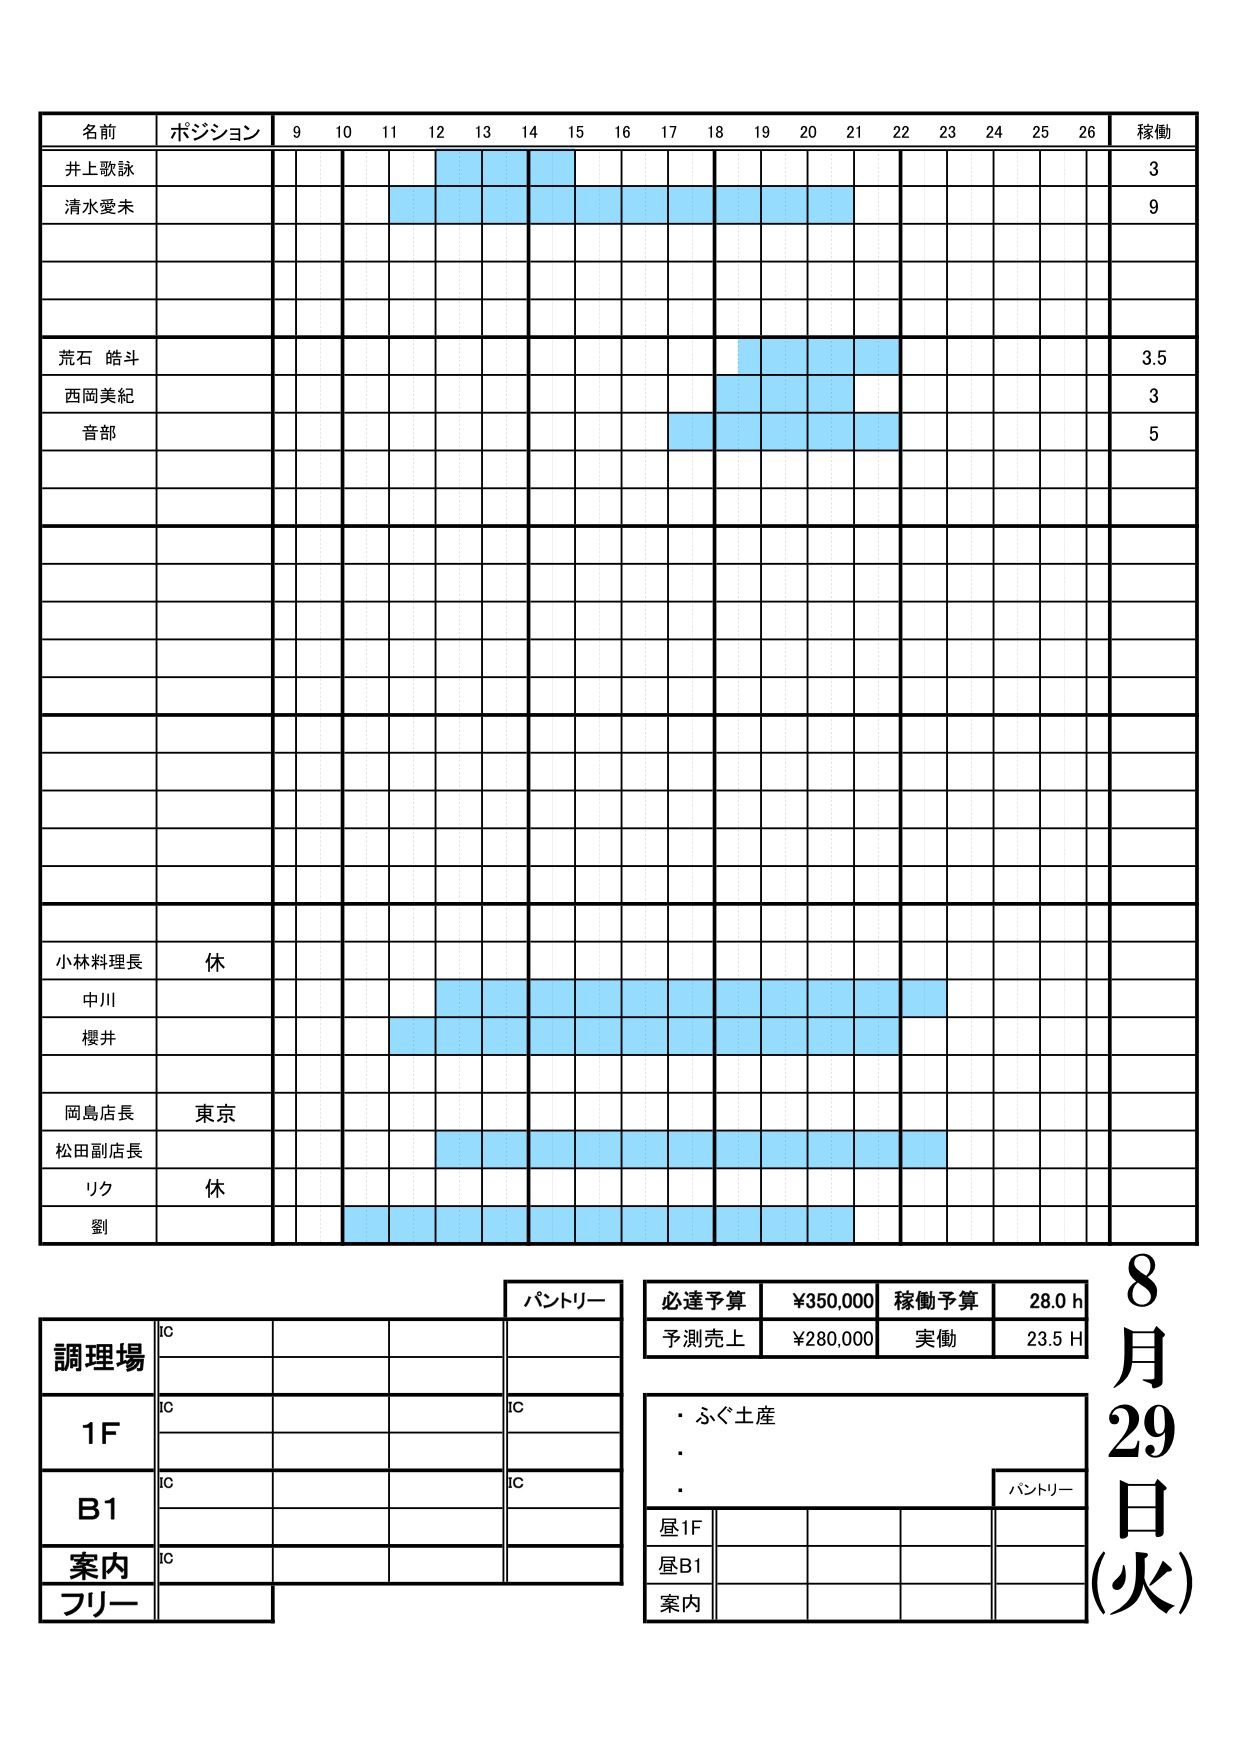 名前 ポジション 9 10 11 12 13 14 15 16 17 18 19 20 21 22 23 24 25 26 稼働
井上歌詠 3
清水愛未 9
荒石 皓斗 3.5
西岡美紀 3
音部 5
小林料理長 休
中川
櫻井
岡島店長 東京
松田副店長
リク 休
劉
パントリー
調理場 IC
1F IC IC
B1 IC IC
案内 IC
フリー
必達予算 ¥350,000 稼働予算 28.0 h
予測売上 ¥280,000 実働 23.5 H
・ふぐ土産
・
・
パントリー
昼1F
昼B1
案内
8
月
29
日
(火)